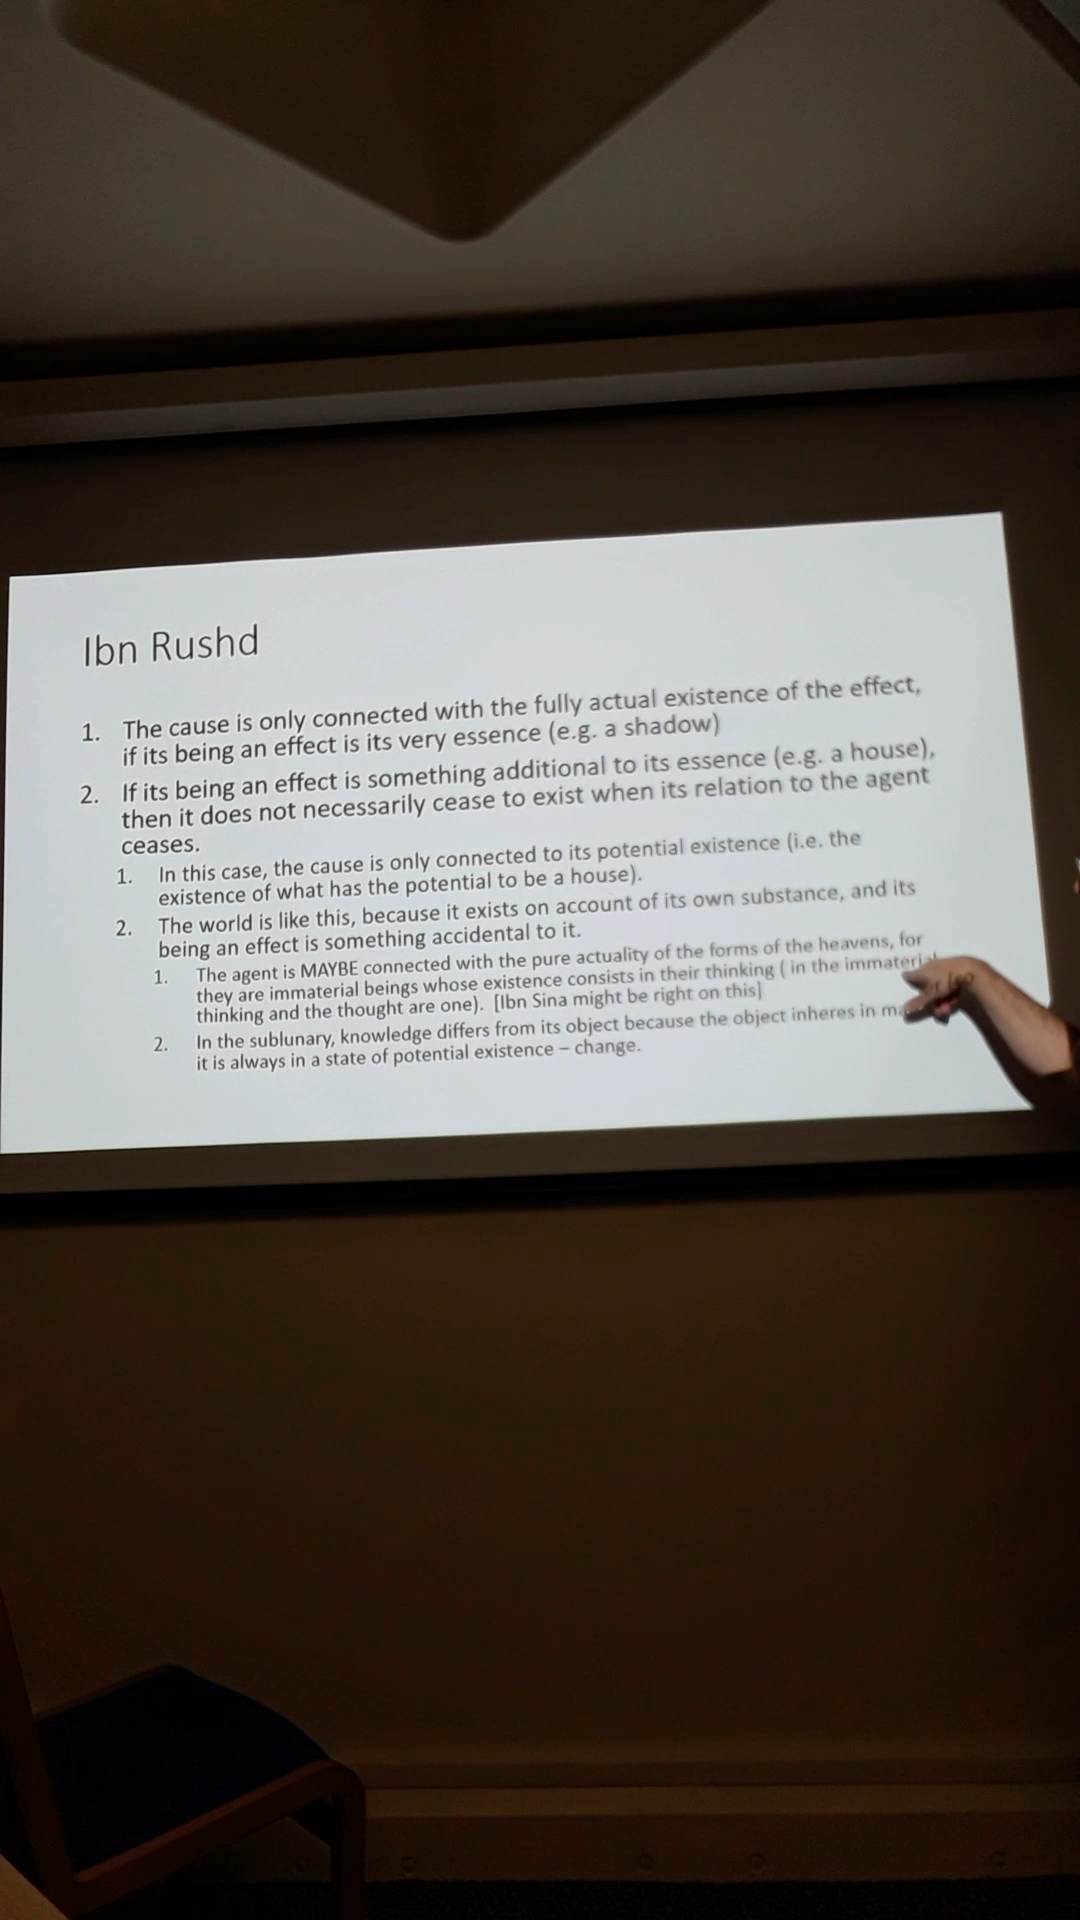 Ibn Rushd
1. The cause is only connected with the fully actual existence of the effect,
if its being an effect is its very essence (e.g. a shadow)
2. If its being an effect is something additional to its essence (e.g. a house),
then it does not necessarily cease to exist when its relation to the agent
ceases.
1. In this case, the cause is only connected to its potential existence (i.e. the
existence of what has the potential to be a house).
2. The world is like this, because it exists on account of its own substance, and its
being an effect is something accidental to it.
1. The agent is MAYBE connected with the pure actuality of the forms of the heavens, for
they are immaterial beings whose existence consists in their thinking ( in the immaterial
thinking and the thought are one). [Ibn Sina might be right on this]
2. In the sublunary, knowledge differs from its object because the object inheres in
it is always in a state of potential existence – change.